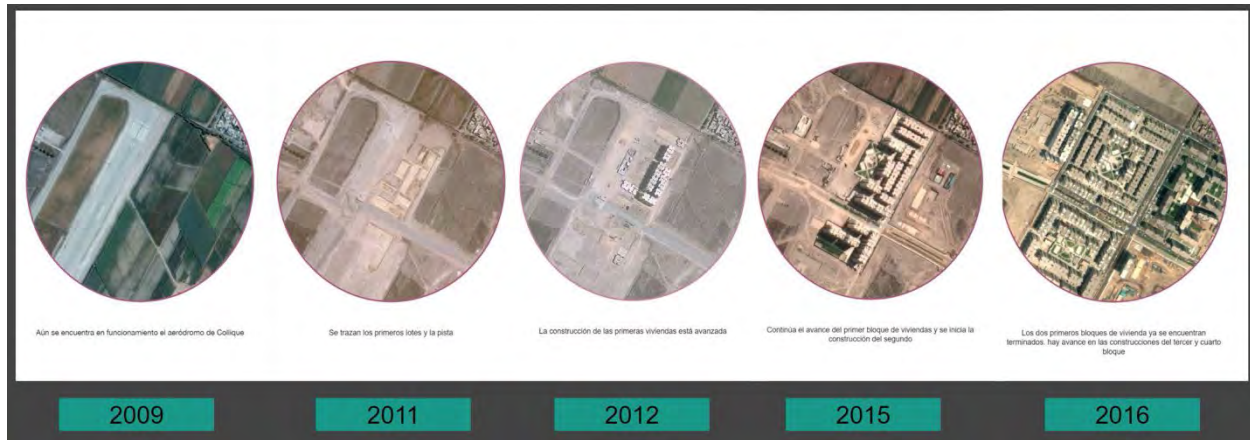 Aún se encuentra en funcionamiento el aeródromo de Collique
Se trazan los primeros lotes y la pista
La construcción de las primeras viviendas está avanzada
Continúa el avance del primer bloque de viviendas y se inicia la
construcción del segundo
Los dos primeros bloques de vivienda ya se encuentran
terminados. hay avance en las construcciones del tercer y cuarto
bloque
2009
2011
2012
2015
2016